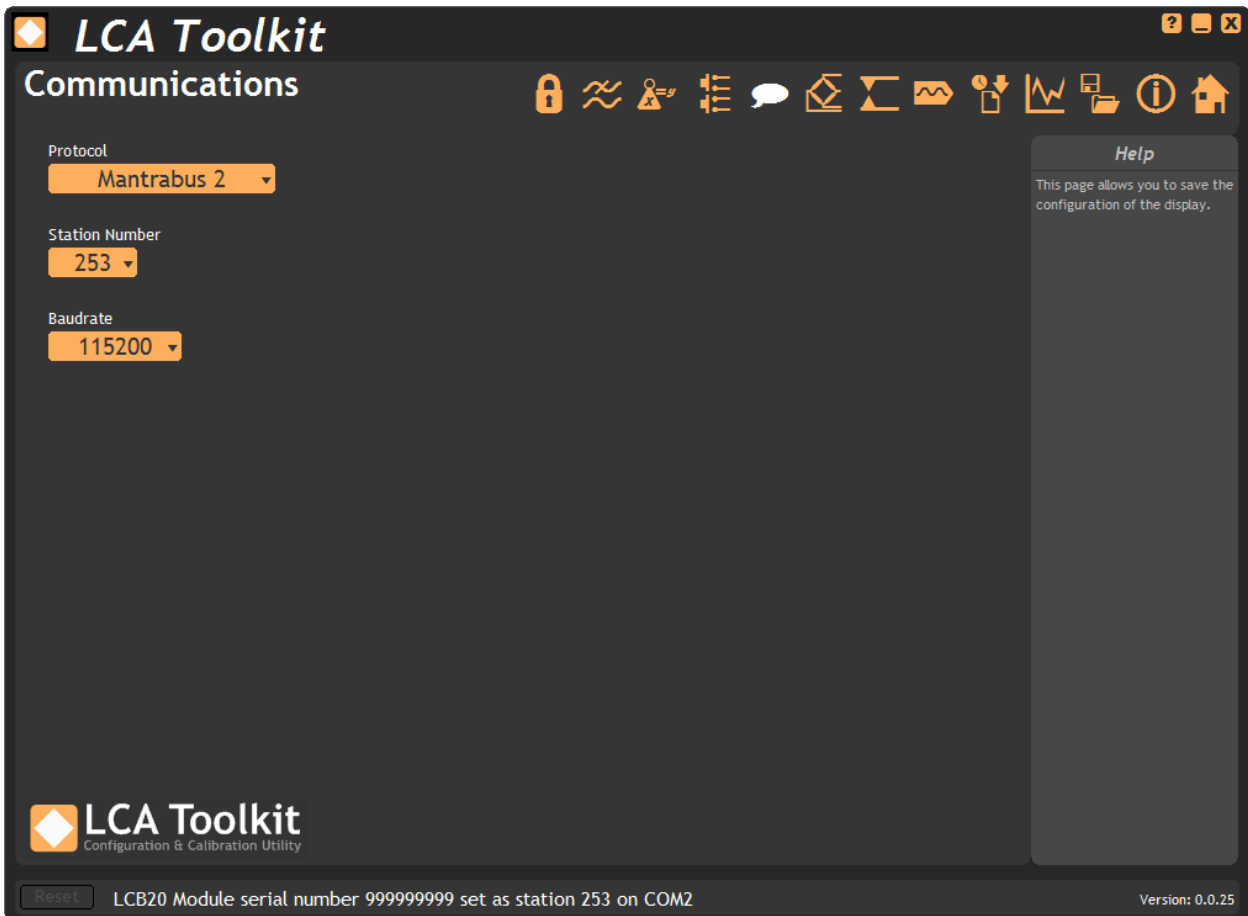 LCA Toolkit
?
X
Communications
x
=y
i
Protocol
Mantrabus 2
Station Number
253
Baudrate
115200
Help
This page allows you to save the
configuration of the display.
LCA Toolkit
Configuration & Calibration Utility
Reset
LCB20 Module serial number 999999999 set as station 253 on COM2
Version: 0.0.25